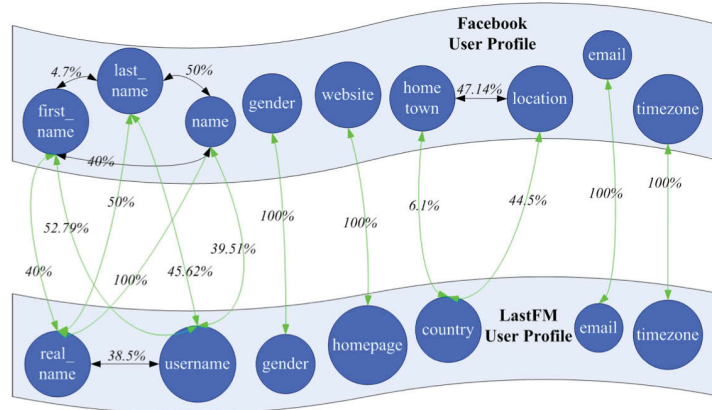 Facebook
User Profile
4.7%
last_
name
50%
first_
name
name
40%
gender
website
home
town
47.14%
location
email
timezone
52.79%
50%
40%
100%
45.62%
39.51%
100%
100%
6.1%
44.5%
100%
100%
LastFM
User Profile
real_
name
38.5%
username
gender
homepage
country
email
timezone